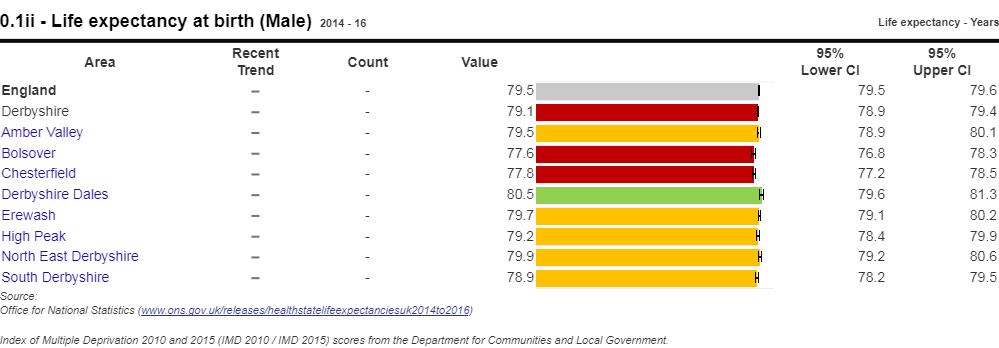 0.1ii - Life expectancy at birth (Male) 2014 - 16 Life expectancy - Years
Area Recent Trend Count Value 95% Lower CI 95% Upper CI
England – - 79.5 79.5 79.6
Derbyshire – - 79.1 78.9 79.4
Amber Valley – - 79.5 78.9 80.1
Bolsover – - 77.6 76.8 78.3
Chesterfield – - 77.8 77.2 78.5
Derbyshire Dales – - 80.5 79.6 81.3
Erewash – - 79.7 79.1 80.2
High Peak – - 79.2 78.4 79.9
North East Derbyshire – - 79.9 79.2 80.6
South Derbyshire – - 78.9 78.2 79.5
Source:
Office for National Statistics (www.ons.gov.uk/releases/healthstatelifeexpectanciesuk2014to2016)
Index of Multiple Deprivation 2010 and 2015 (IMD 2010 / IMD 2015) scores from the Department for Communities and Local Government.